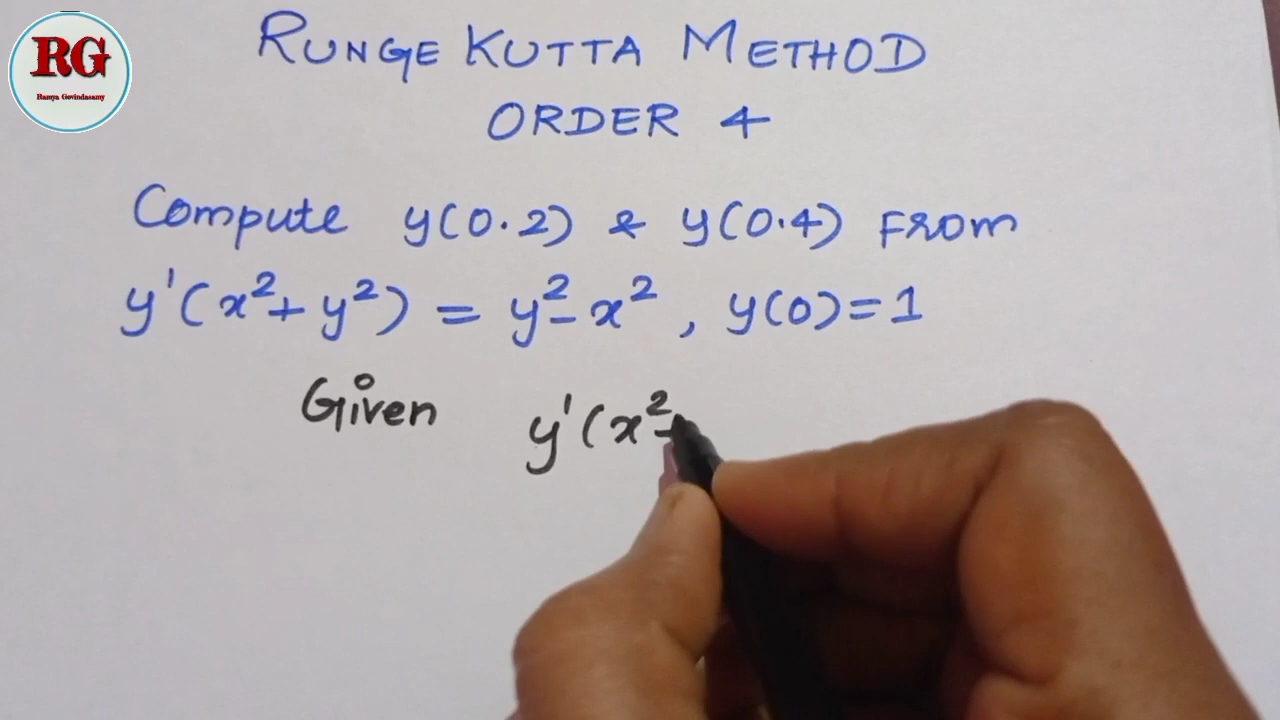 RG
Ramya Govindasamy
RUNGE KUTTA METHOD
ORDER 4
Compute y(0.2) & y(0.4) from
y'(x²+ y²) = y²- x² , y(0)=1
Given y'(x²